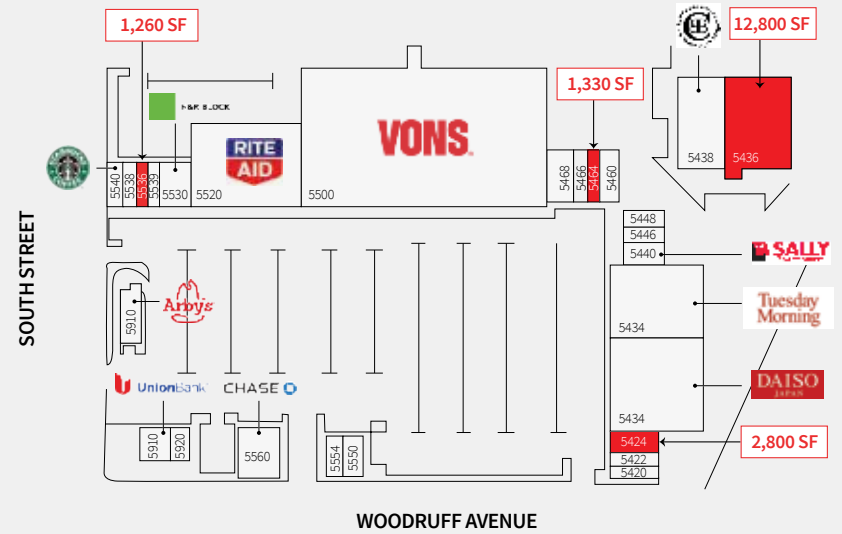 1,260 SF
12,800 SF
1,330 SF
H&R BLOCK
RITE
AID
VONS
5540
5538
5536
5539
5530
5520
5500
5468
5466
5464
5460
5438
5436
5448
5446
5440
SALLY
SOUTH STREET
5910
Arby's
Tuesday
Morning
5434
DAISO
JAPAN
5434
UnionBank
CHASE
5910
5920
5560
5554
5550
5424
2,800 SF
5422
5420
WOODRUFF AVENUE